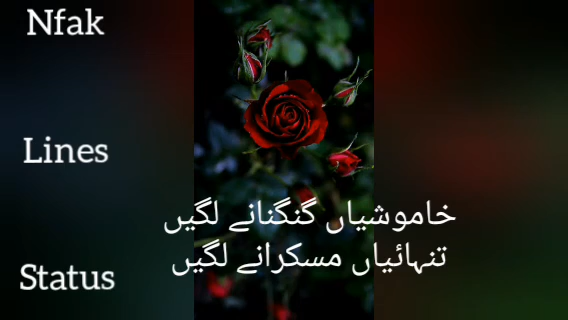 Nfak
Lines
Status
خاموشیاں گنگنانے لگیں
تنہائیاں مسکرانے لگیں